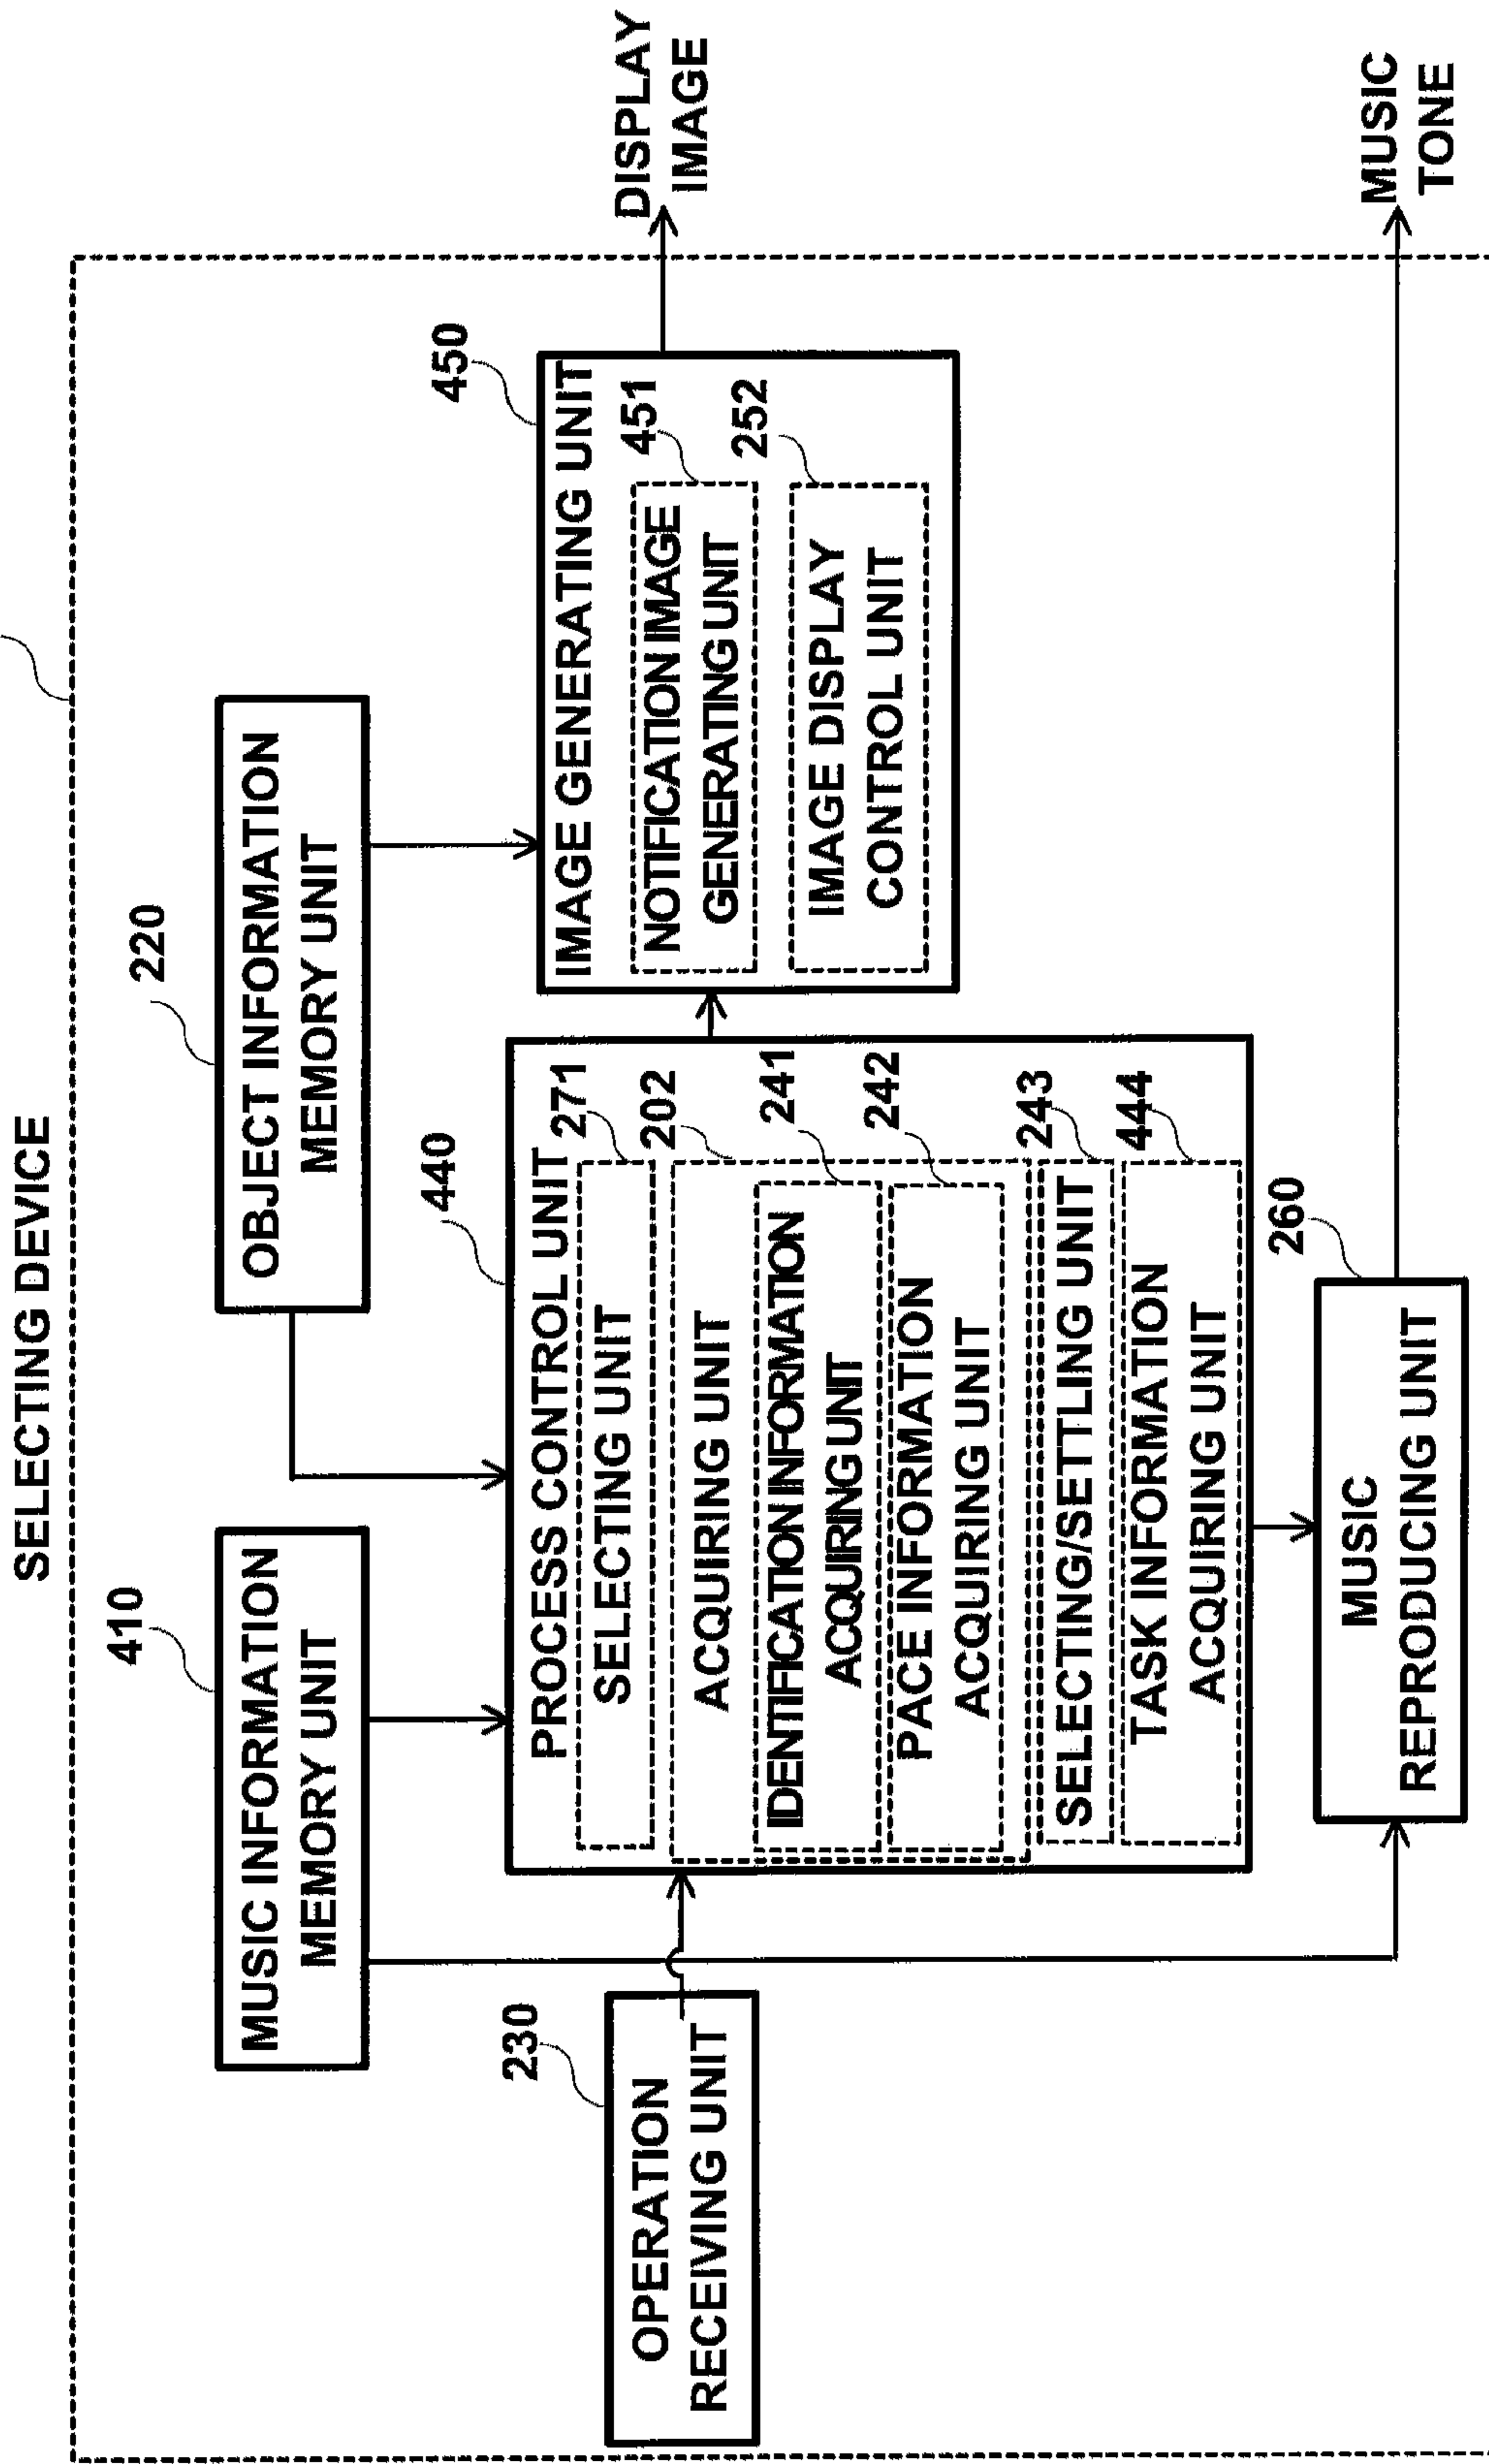 SELECTING DEVICE
410
MUSIC INFORMATION
MEMORY UNIT
220
OBJECT INFORMATION
MEMORY UNIT
230
OPERATION
RECEIVING UNIT
440
PROCESS CONTROL UNIT
271
SELECTING UNIT
202
ACQUIRING UNIT
241
IDENTIFICATION INFORMATION
ACQUIRING UNIT
242
PACE INFORMATION
ACQUIRING UNIT
243
SELECTING/SETTLING UNIT
444
TASK INFORMATION
ACQUIRING UNIT
450
IMAGE GENERATING UNIT
451
NOTIFICATION IMAGE
GENERATING UNIT
252
IMAGE DISPLAY
CONTROL UNIT
DISPLAY
IMAGE
260
MUSIC
REPRODUCING UNIT
MUSIC
TONE